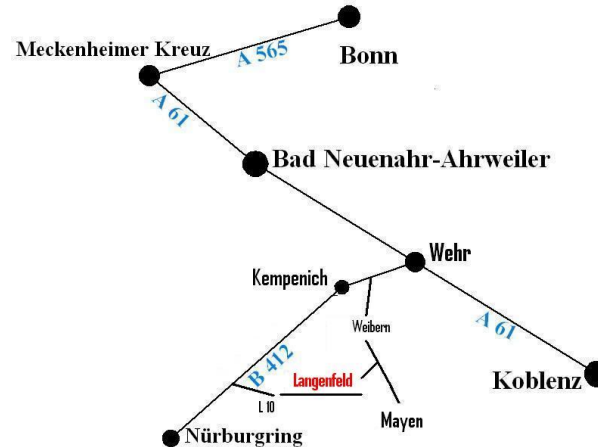 Meckenheimer Kreuz
A 565
Bonn
A 61
Bad Neuenahr-Ahrweiler
Wehr
Kempenich
Weibern
A 61
B 412
Langenfeld
L 10
Koblenz
Mayen
Nürburgring